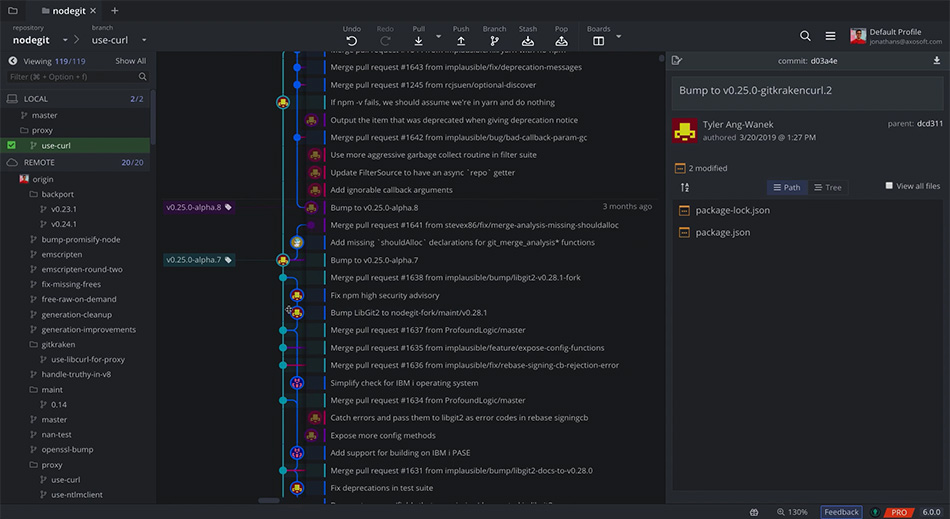 nodegit
repository
nodegit
branch
use-curl
Undo
Redo
Pull
Push
Branch
Stash
Pop
Boards
Default Profile
jonathans@axosoft.com
Viewing 119/119
Show All
Filter (⌘ + Option + f)
LOCAL
2/2
master
proxy
use-curl
REMOTE
20/20
origin
backport
v0.23.1
v0.24.1
bump-promisify-node
emscripten
emscripten-round-two
fix-missing-frees
free-raw-on-demand
generation-cleanup
generation-improvements
gitkraken
use-libcurl-for-proxy
handle-truthy-in-v8
maint
0.14
master
nan-test
openssl-bump
proxy
use-curl
use-ntlmclient
Merge pull request #1643 from implausible/fix/deprecation-messages
Merge pull request #1245 from rcjsuen/optional-discover
If npm -v fails, we should assume we're in yarn and do nothing
Output the item that was deprecated when giving deprecation notice
Merge pull request #1642 from implausible/bug/bad-callback-param-gc
Use more aggressive garbage collect routine in filter suite
Update FilterSource to have an async `repo` getter
Add ignorable callback arguments
v0.25.0-alpha.8
Bump to v0.25.0-alpha.8
3 months ago
Merge pull request #1641 from stevex86/fix/merge-analysis-missing-shouldalloc
Add missing `shouldAlloc` declarations for git_merge_analysis* functions
v0.25.0-alpha.7
Bump to v0.25.0-alpha.7
Merge pull request #1638 from implausible/bump/libgit2-v0.28.1-fork
Fix npm high security advisory
Bump LibGit2 to nodegit-fork/maint/v0.28.1
Merge pull request #1637 from ProfoundLogic/master
Merge pull request #1635 from implausible/feature/expose-config-functions
Merge pull request #1636 from implausible/fix/rebase-signing-cb-rejection-error
Simplify check for IBM i operating system
Merge pull request #1634 from ProfoundLogic/master
Catch errors and pass them to libgit2 as error codes in rebase signingcb
Expose more config methods
Add support for building on IBM i PASE
Merge pull request #1631 from implausible/bump/libgit2-docs-to-v0.28.0
Fix deprecations in test suite
commit: d03a4e
Bump to v0.25.0-gitkrakencurl.2
Tyler Ang-Wanek
authored 3/20/2019 @ 1:27 PM
parent: dcd311
2 modified
Path
Tree
View all files
package-lock.json
package.json
130%
Feedback
PRO
6.0.0